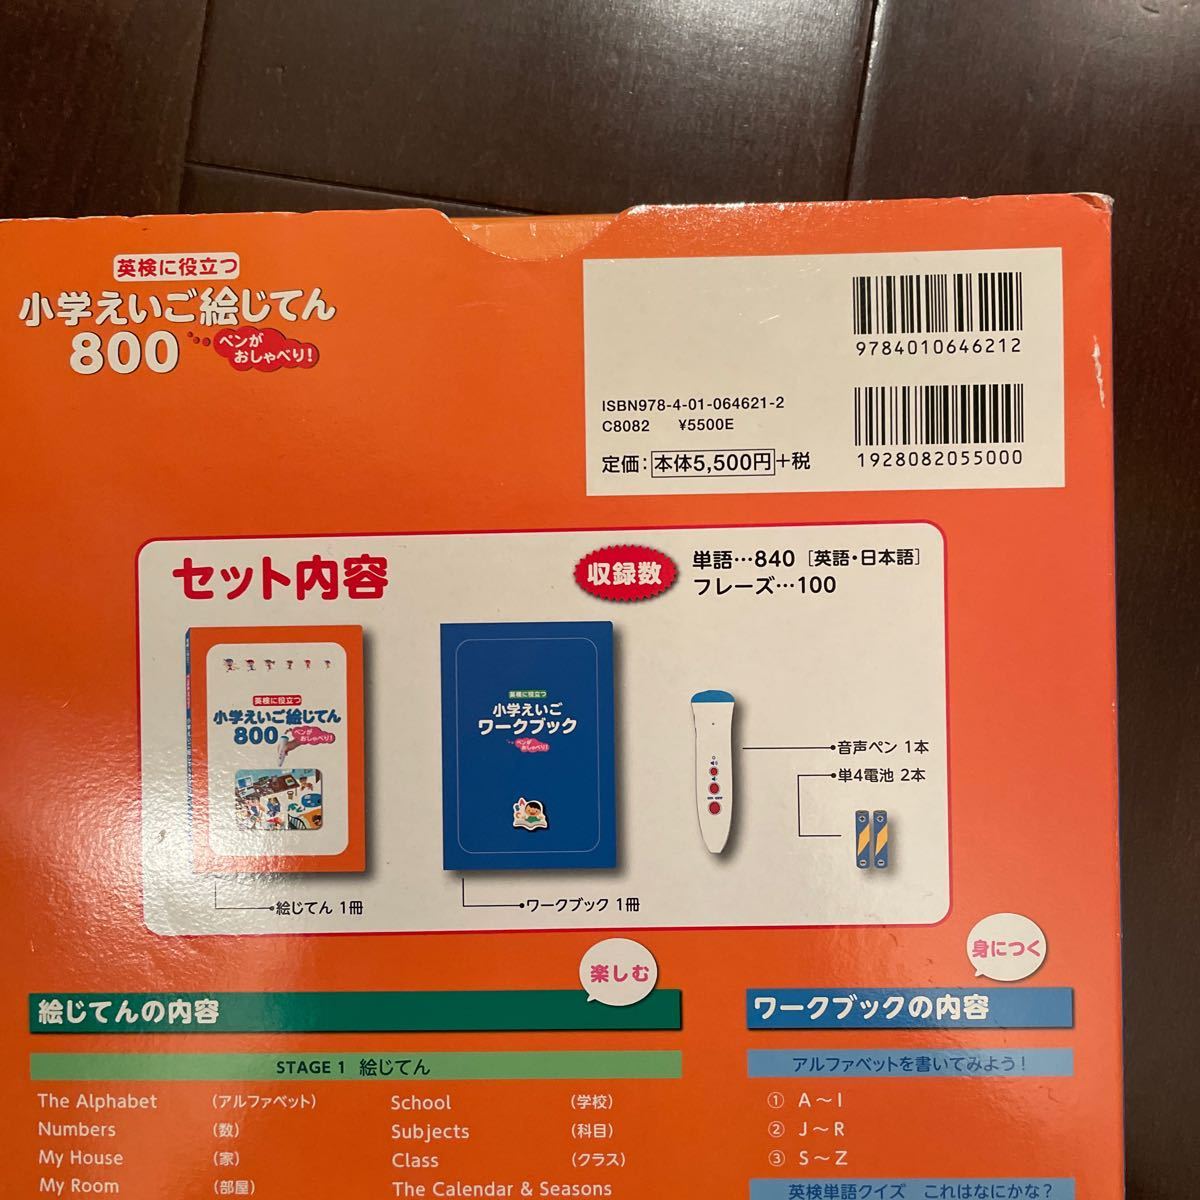 英検に役立つ
小学えいご絵じてん
800
ペンが
おしゃべり！
9784010646212
ISBN978-4-01-064621-2
C8082 ¥5500E
定価：本体5,500円+税
1928082055000
セット内容
収録数
単語…840［英語・日本語］
フレーズ…100
英検に役立つ
小学えいご絵じてん
800
ペンが
おしゃべり！
英検に役立つ
小学えいご
ワークブック
ペンが
おしゃべり！
音声ペン 1本
単4電池 2本
絵じてん 1冊
ワークブック 1冊
楽しむ
絵じてんの内容
STAGE 1 絵じてん
The Alphabet （アルファベット）
Numbers （数）
My House （家）
My Room （部屋）
School （学校）
Subjects （科目）
Class （クラス）
The Calendar & Seasons
身につく
ワークブックの内容
アルファベットを書いてみよう！
① A～I
② J～R
③ S～Z
英検単語クイズ これはなにかな？